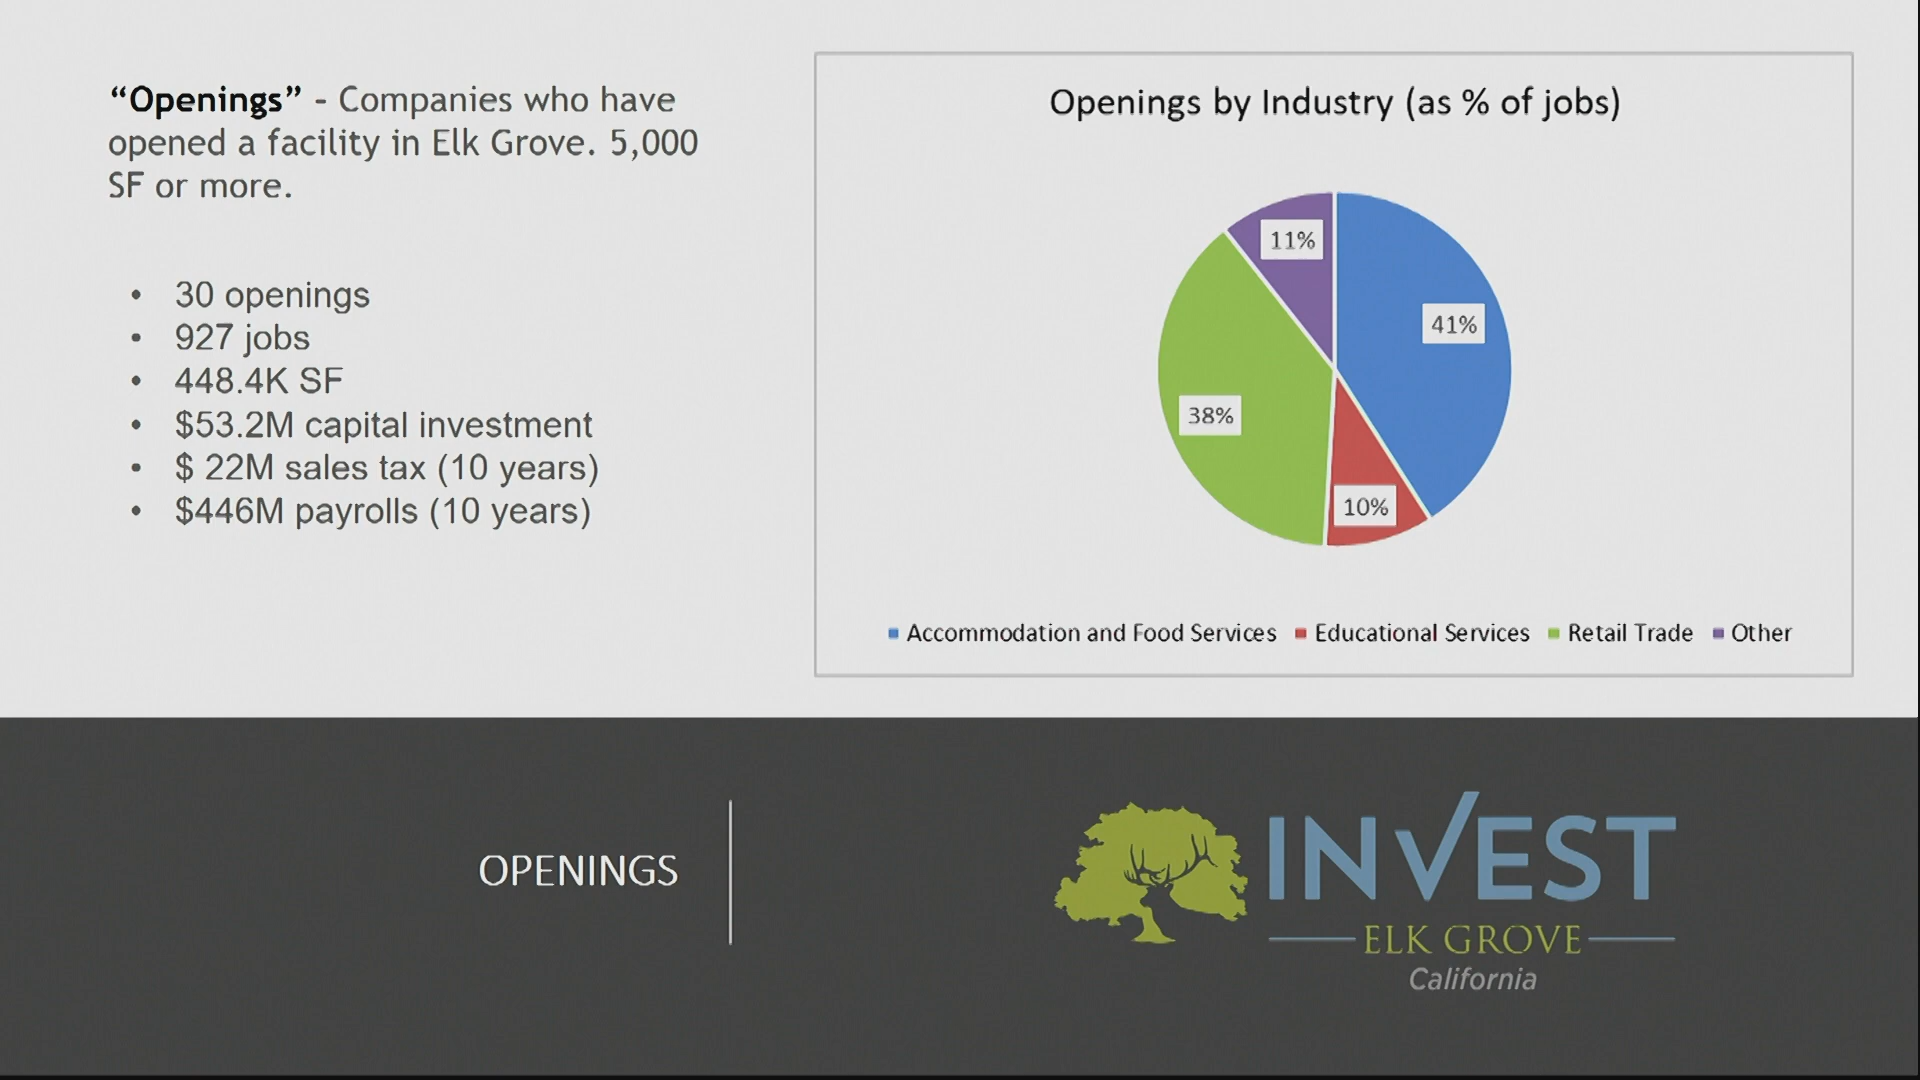 “Openings” - Companies who have
opened a facility in Elk Grove. 5,000
SF or more.
• 30 openings
• 927 jobs
• 448.4K SF
• $53.2M capital investment
• $ 22M sales tax (10 years)
• $446M payrolls (10 years)
Openings by Industry (as % of jobs)
11%
41%
38%
10%
Accommodation and Food Services Educational Services Retail Trade Other
OPENINGS
INVEST
ELK GROVE
California